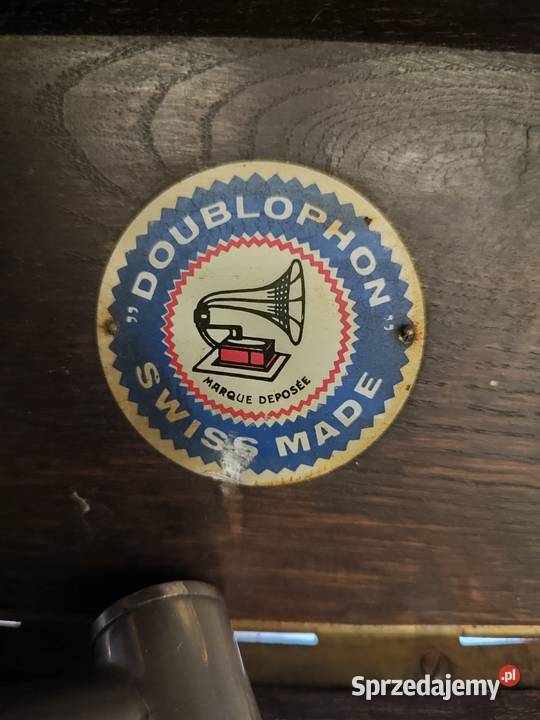 „DOUBLOPHON”
MARQUE DEPOSÉE
SWISS MADE
Sprzedajemy.pl